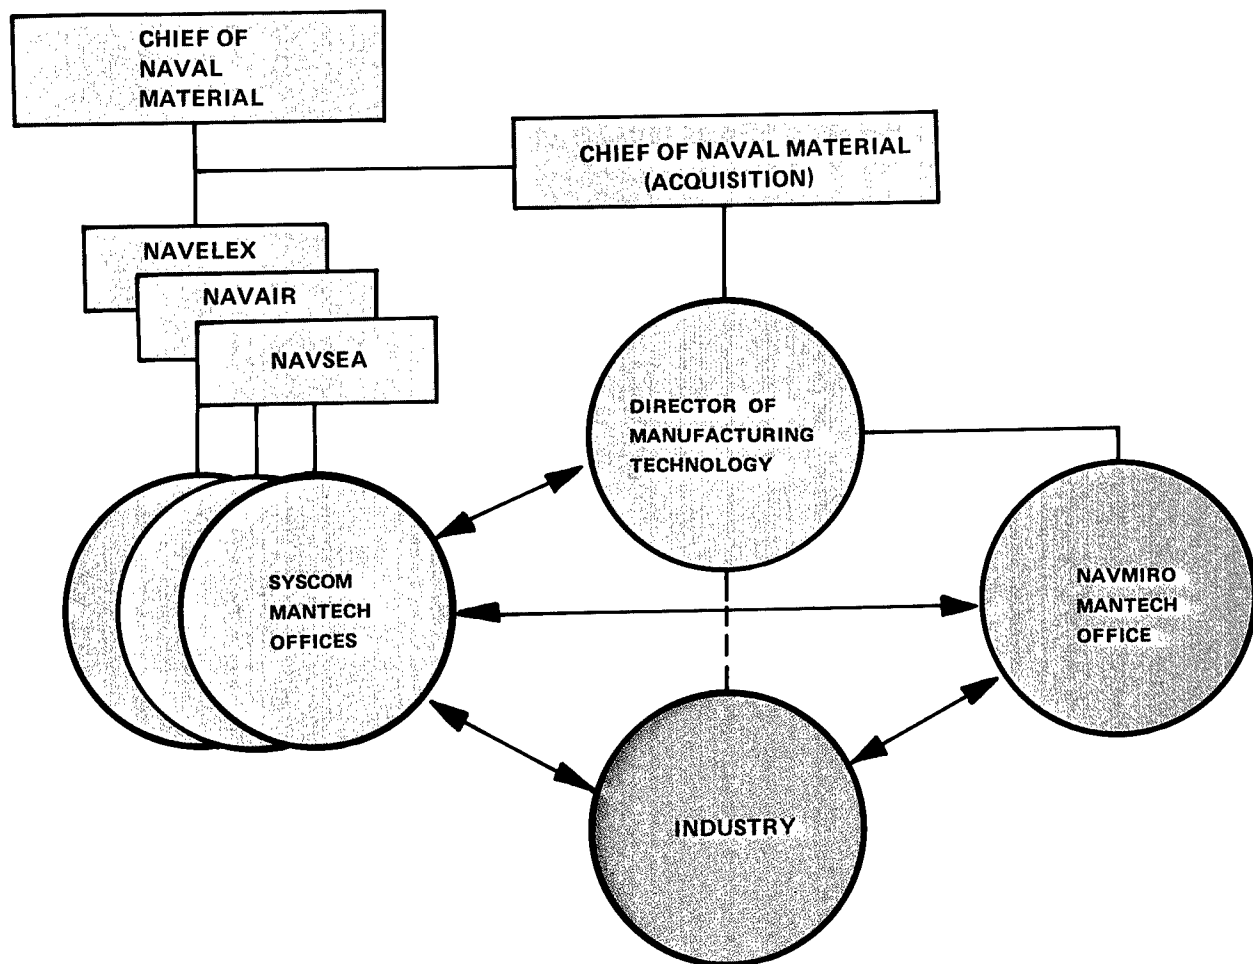 CHIEF OF
NAVAL
MATERIAL
CHIEF OF NAVAL MATERIAL
(ACQUISITION)
NAVELEX
NAVAIR
NAVSEA
DIRECTOR OF
MANUFACTURING
TECHNOLOGY
SYSCOM
MANTECH
OFFICES
NAVMIRO
MANTECH
OFFICE
INDUSTRY